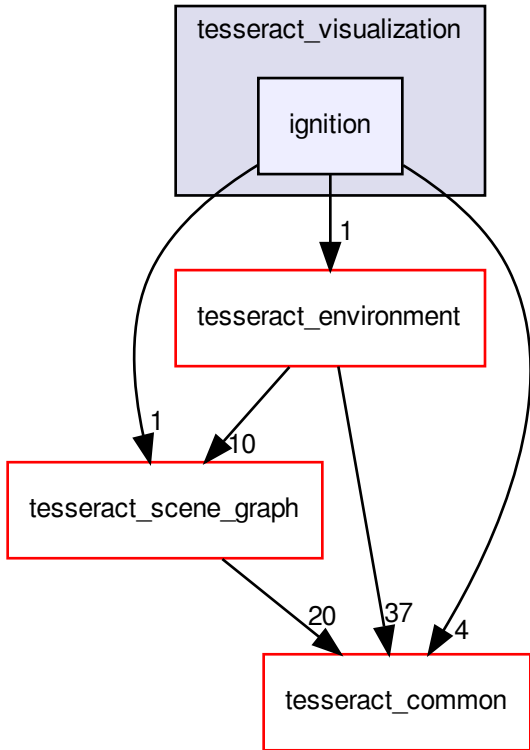 tesseract_visualization
ignition
1
tesseract_environment
1
10
tesseract_scene_graph
20
37
4
tesseract_common